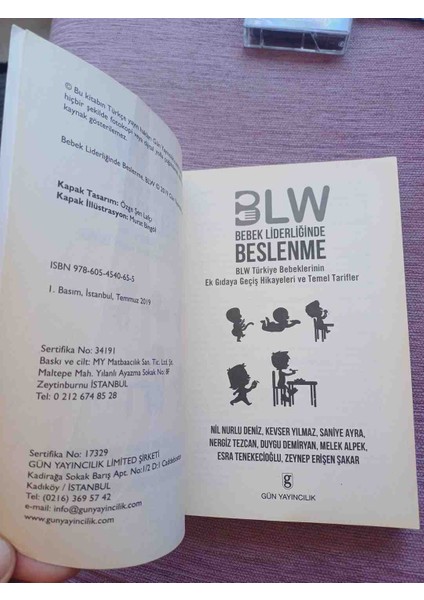 © Bu kitabın Türkçe yayın hakları Gün
hiçbir şekilde fotokopi veya
kaynak gösterilemez.
Bebek Liderliğinde Beslenme, BLW © 2019 Gün
Kapak Tasarım: Özge Şen
Kapak İllüstrasyon: Murat
ISBN 978-605-4540-65-5
1. Basım, İstanbul, Temmuz 2019
Sertifika No: 34191
Baskı ve cilt: MY Matbaacılık San. Tic. Ltd. Şti.
Maltepe Mah. Yılanlı Ayazma Sokak No: 8F
Zeytinburnu İSTANBUL
Tel: 0 212 674 85 28
Sertifika No: 17329
GÜN YAYINCILIK LİMİTED ŞİRKETİ
Kadirağa Sokak Barış Apt. No:1/2 D:1
Kadıköy / İSTANBUL
Tel: (0216) 369 57 42
e-mail: info@gunyayincilik.com
www.gunyayincilik.com
BLW
BEBEK LİDERLİĞİNDE
BESLENME
BLW Türkiye Bebeklerinin
Ek Gıdaya Geçiş Hikayeleri ve Temel Tarifler
NİL NURLU DENİZ, KEVSER YILMAZ, SANİYE AYRA,
NERGİZ TEZCAN, DUYGU DEMİRYAN, MELEK ALPEK,
ESRA TENEKECİOĞLU, ZEYNEP ERİŞEN ŞAKAR
g
GÜN YAYINCILIK